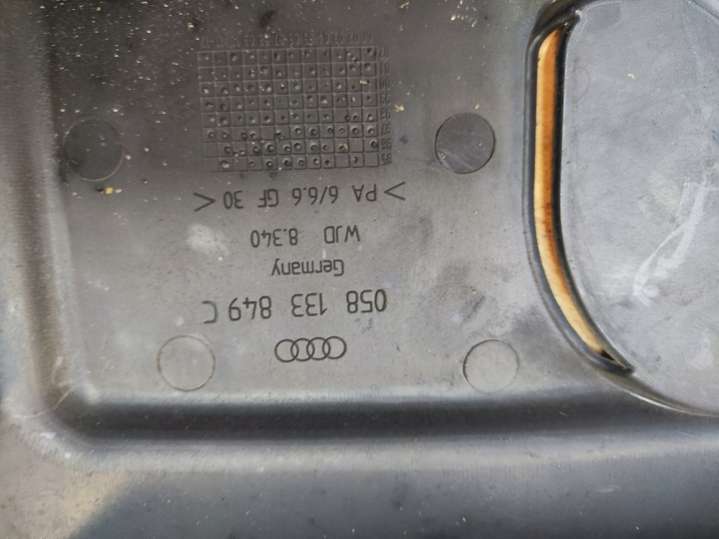 058 133 849 C
Germany
WJD 8.340
> PA 6/6.6 GF 30 <